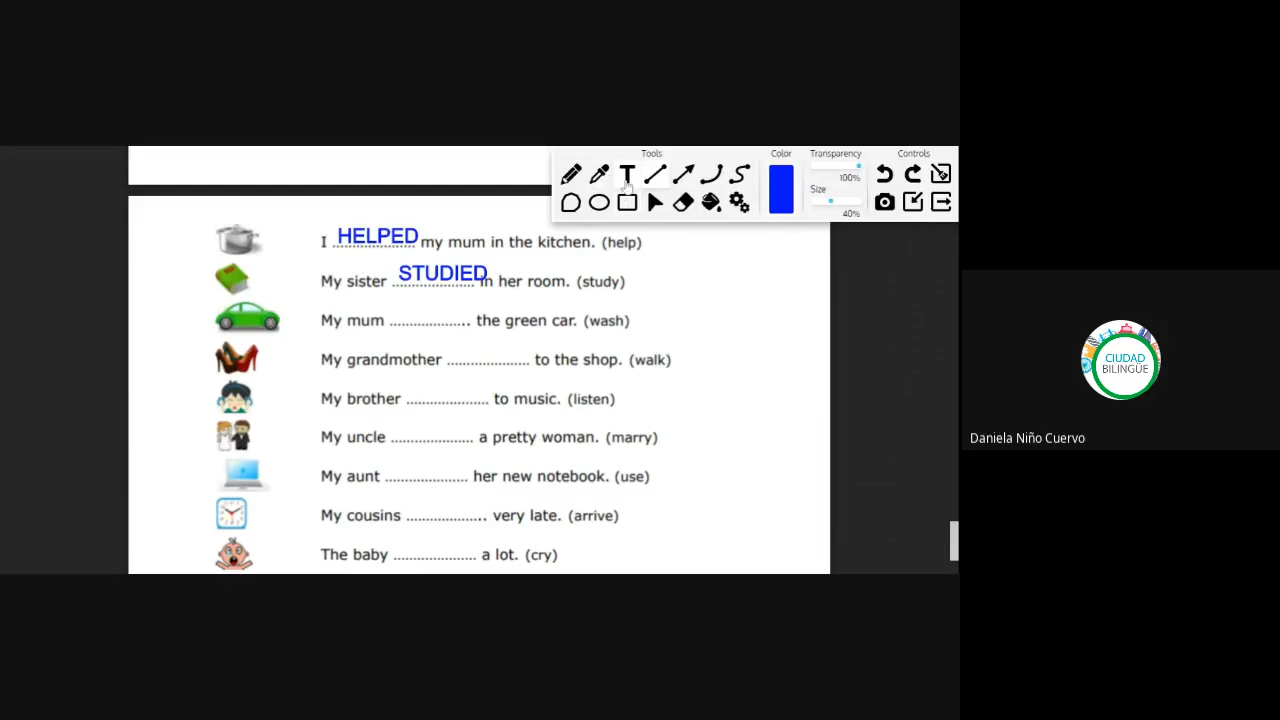 Tools
Color
Transparency
Controls
T
100%
Size
40%
I HELPED my mum in the kitchen. (help)
My sister STUDIED in her room. (study)
My mum .................... the green car. (wash)
My grandmother ..................... to the shop. (walk)
My brother ..................... to music. (listen)
My uncle ..................... a pretty woman. (marry)
My aunt ..................... her new notebook. (use)
My cousins .................... very late. (arrive)
The baby ..................... a lot. (cry)
CIUDAD
BILINGÜE
Daniela Niño Cuervo